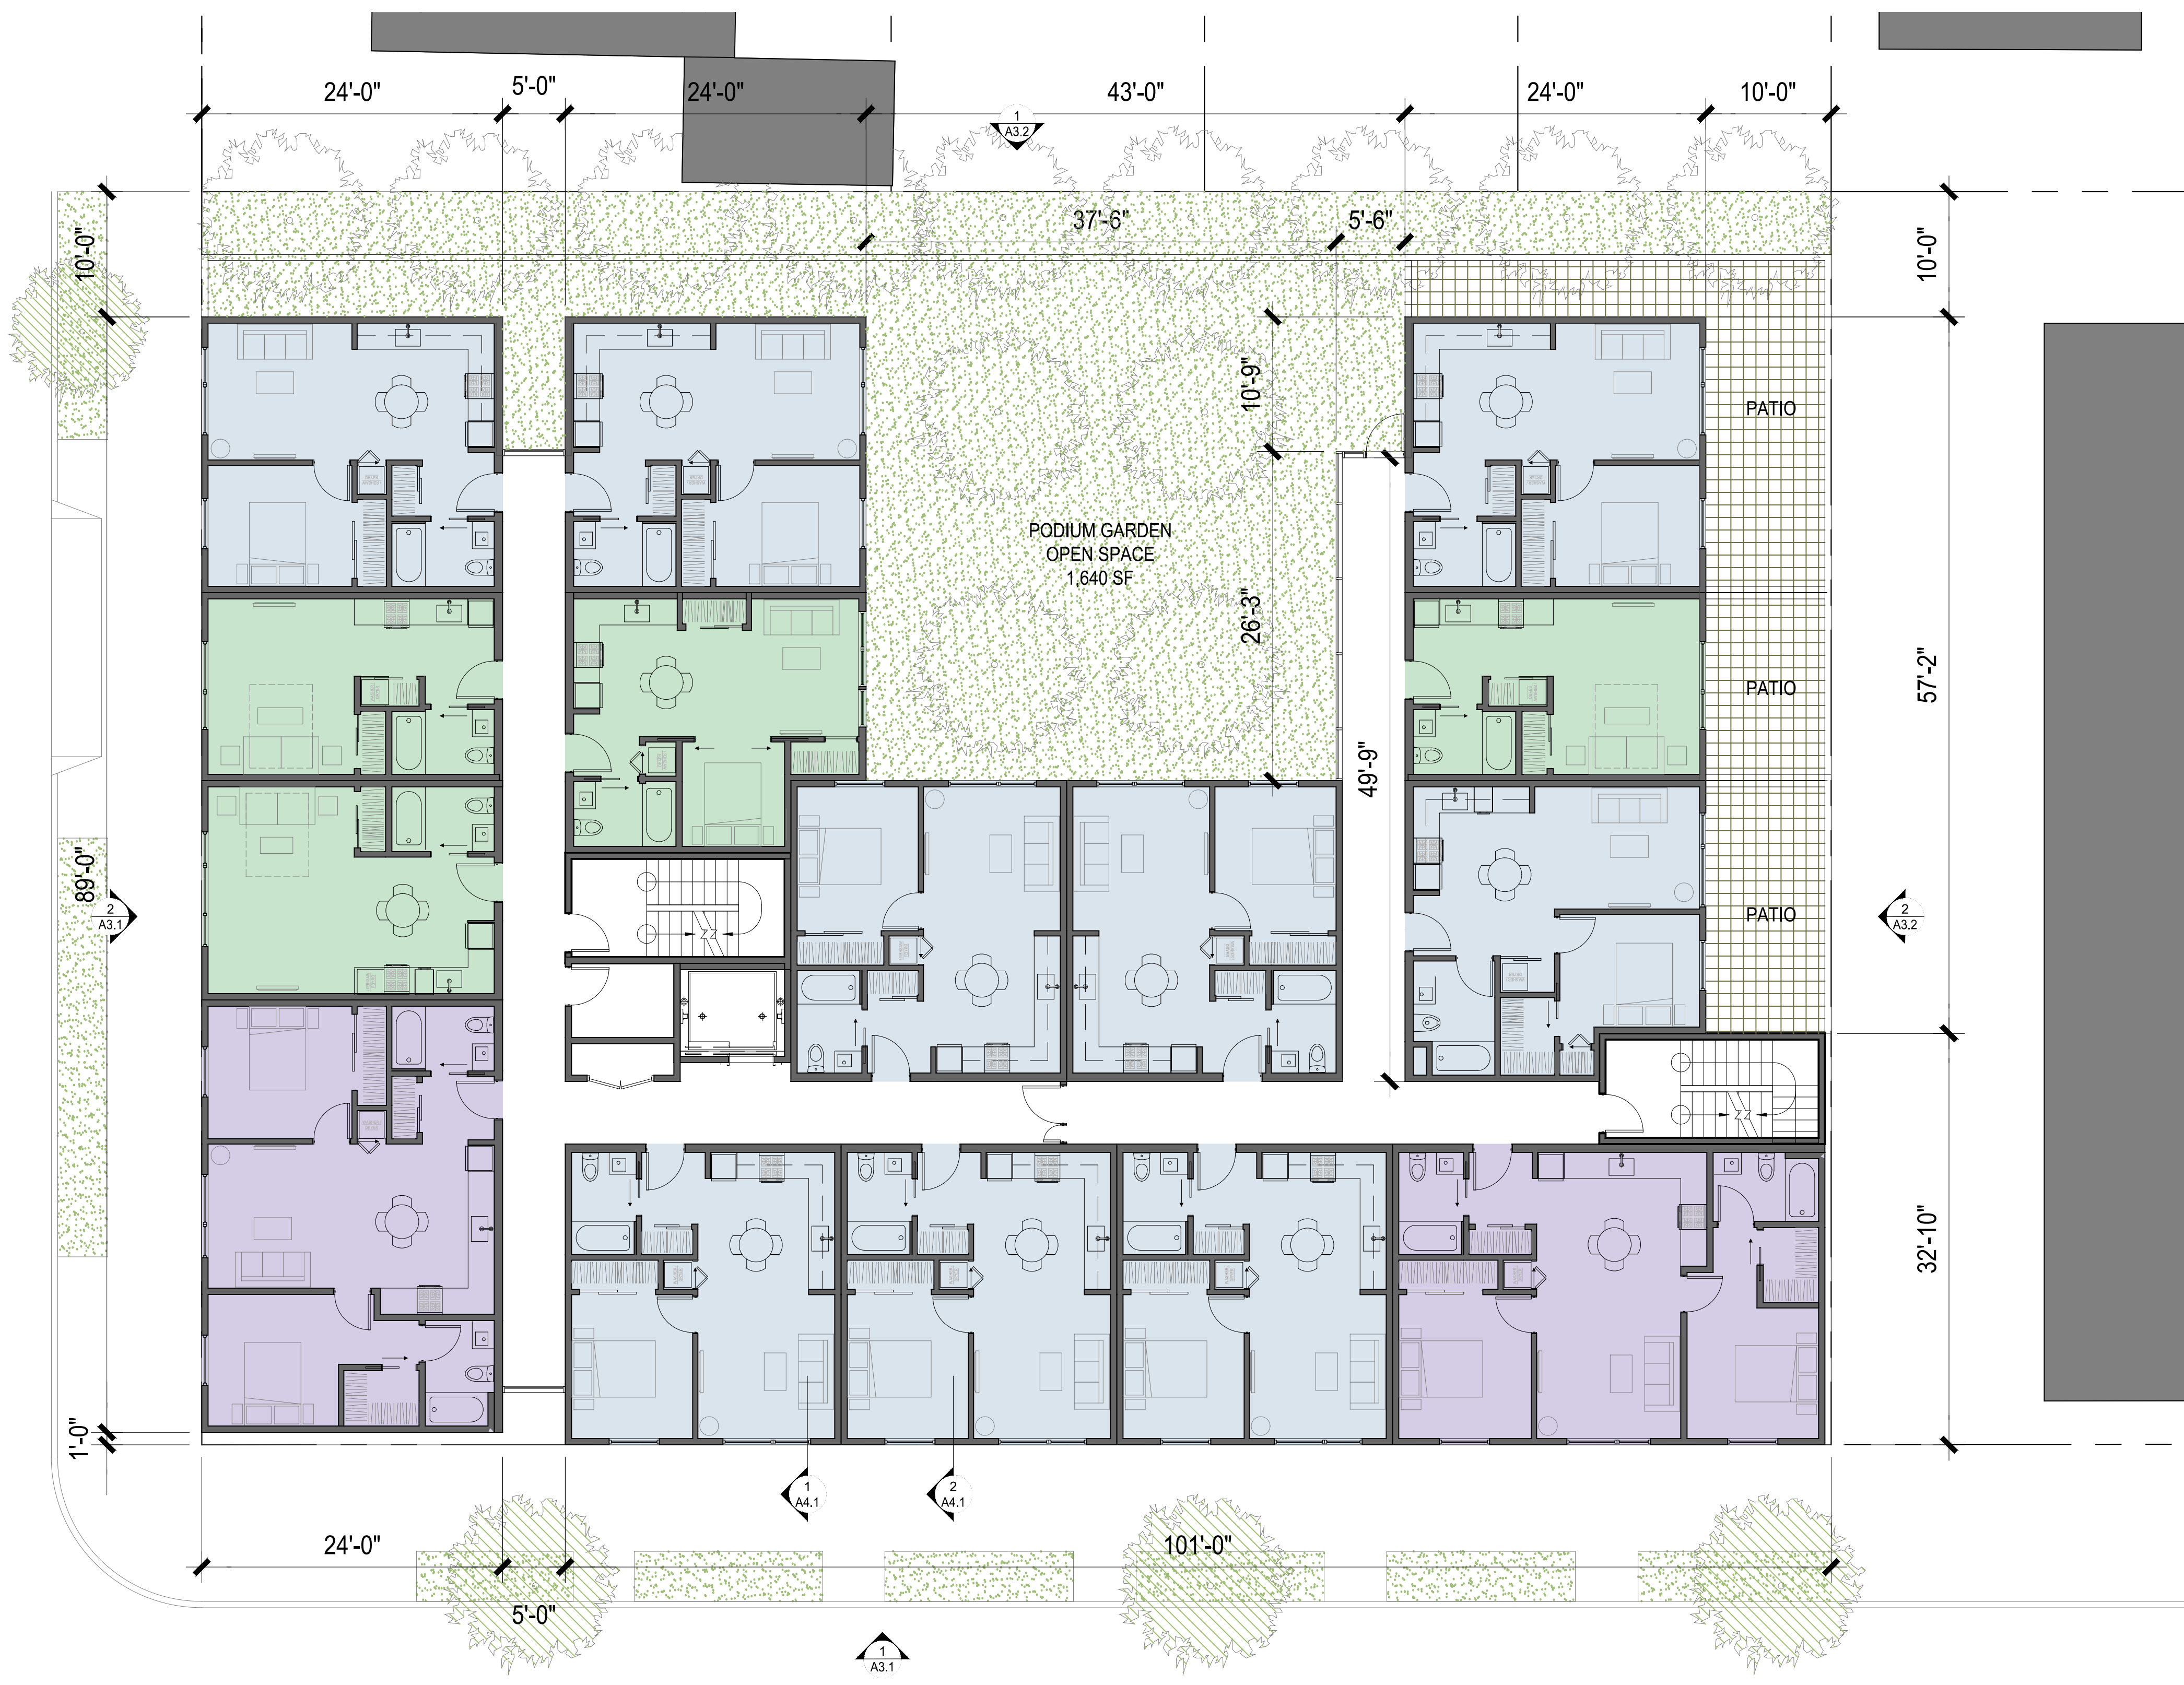 24'-0"
5'-0"
24'-0"
43'-0"
24'-0"
10'-0"
1
A3.2
37'-6"
5'-6"
10'-0"
10'-0"
10'-9"
PATIO
PODIUM GARDEN
OPEN SPACE
1,640 SF
26'-3"
PATIO
57'-2"
49'-9"
89'-0"
2
A3.1
PATIO
2
A3.2
32'-10"
1'-0"
1
A4.1
2
A4.1
24'-0"
101'-0"
5'-0"
1
A3.1